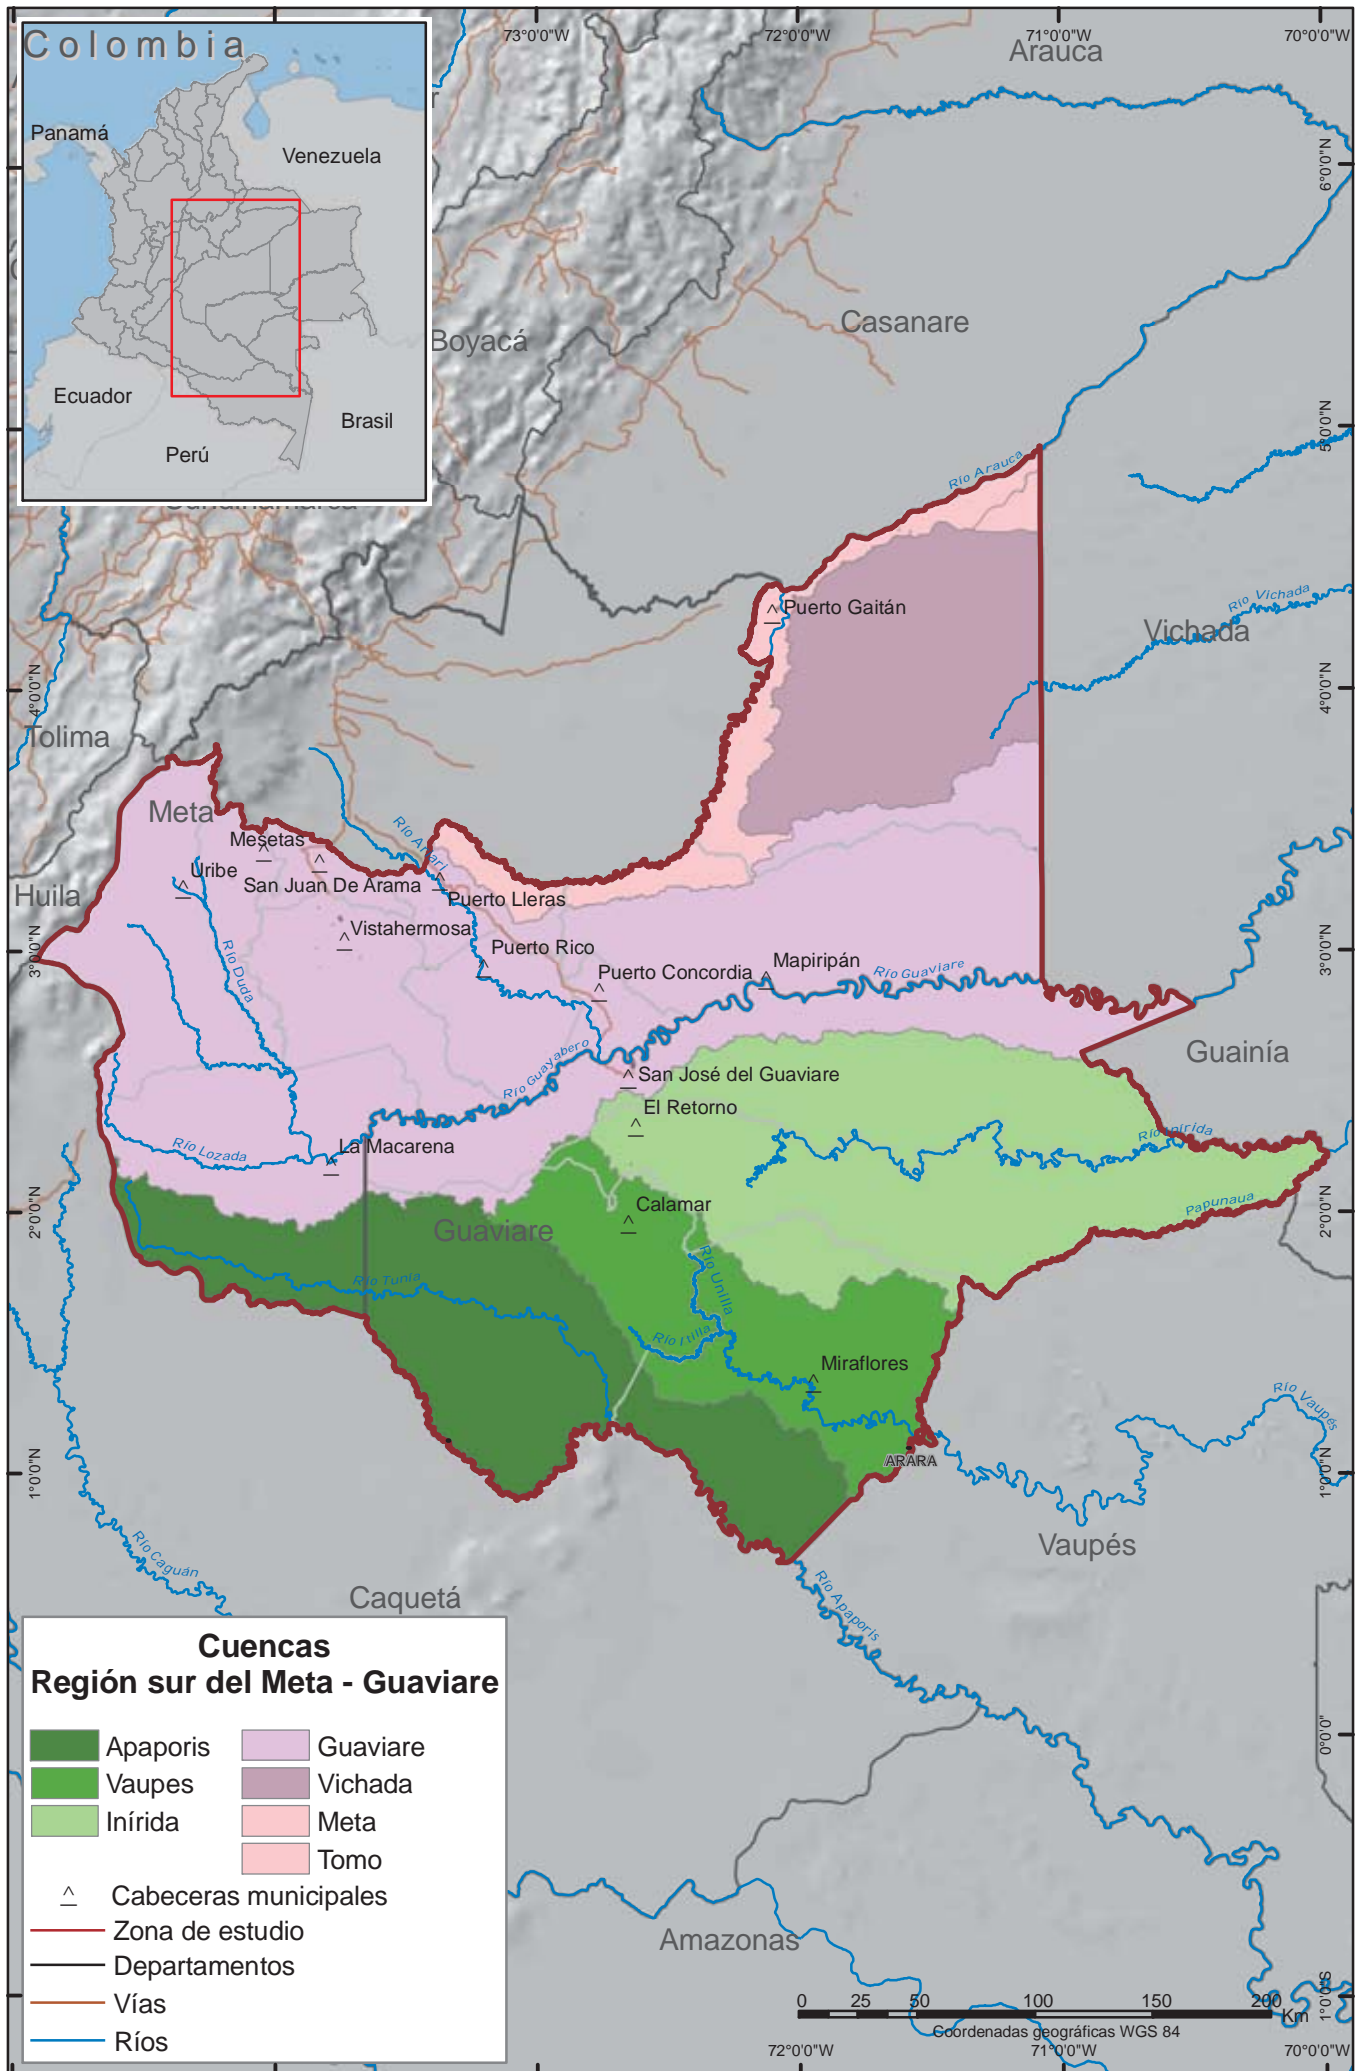 Colombia
Panamá
Venezuela
Ecuador
Perú
Brasil
73°0'0"W
72°0'0"W
71°0'0"W
70°0'0"W
Arauca
6°0'0"N
Boyacá
Casanare
5°0'0"N
Río Arauca
Puerto Gaitán
Río Vichada
Vichada
4°0'0"N
4°0'0"N
Tolima
Meta
Mesetas
Río Ariari
Uribe
San Juan De Arama
Huila
Puerto Lleras
Vistahermosa
Puerto Rico
Río Duda
Puerto Concordia
Mapiripán
Río Guaviare
3°0'0"N
3°0'0"N
Río Guayabero
San José del Guaviare
Guainía
El Retorno
Río Lozada
La Macarena
Río Inírida
Calamar
Papunaua
2°0'0"N
2°0'0"N
Guaviare
Río Unilla
Río Tunia
Río Itilla
Miraflores
Río Vaupés
ARARA
1°0'0"N
1°0'0"N
Vaupés
Río Caguán
Río Apaporis
Caquetá
Cuencas
Región sur del Meta - Guaviare
Apaporis
Guaviare
Vaupes
Vichada
Inírida
Meta
Tomo
Cabeceras municipales
Zona de estudio
Departamentos
Vías
Ríos
0°0'0"
Amazonas
1°0'0"S
0 25 50 100 150 200 Km
Coordenadas geográficas WGS 84
72°0'0"W
71°0'0"W
70°0'0"W